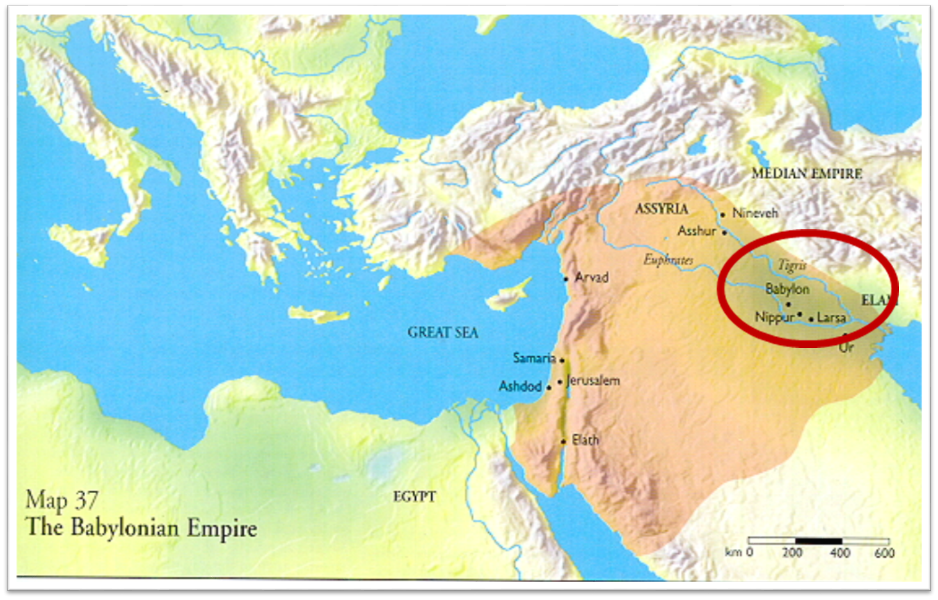 MEDIAN EMPIRE
ASSYRIA
Nineveh
Asshur
Euphrates
Tigris
Arvad
Babylon
ELAM
Nippur
Larsa
GREAT SEA
Ur
Samaria
Ashdod
Jerusalem
Elath
EGYPT
Map 37
The Babylonian Empire
km 0 200 400 600